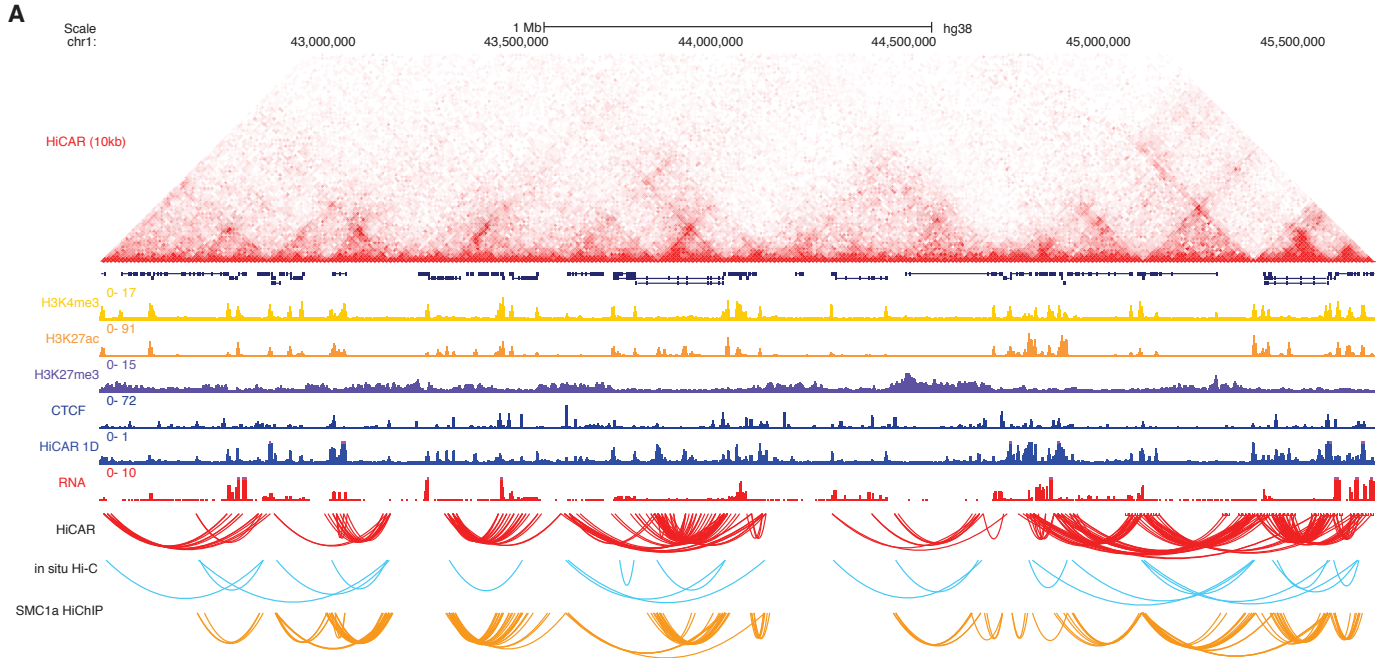 A
Scale 1 Mb hg38
chr1: 43,000,000 43,500,000 44,000,000 44,500,000 45,000,000 45,500,000
HiCAR (10kb)
0- 17
H3K4me3
0- 91
H3K27ac
0- 15
H3K27me3
0- 72
CTCF
0- 1
HiCAR 1D
0- 10
RNA
HiCAR
in situ Hi-C
SMC1a HiChIP